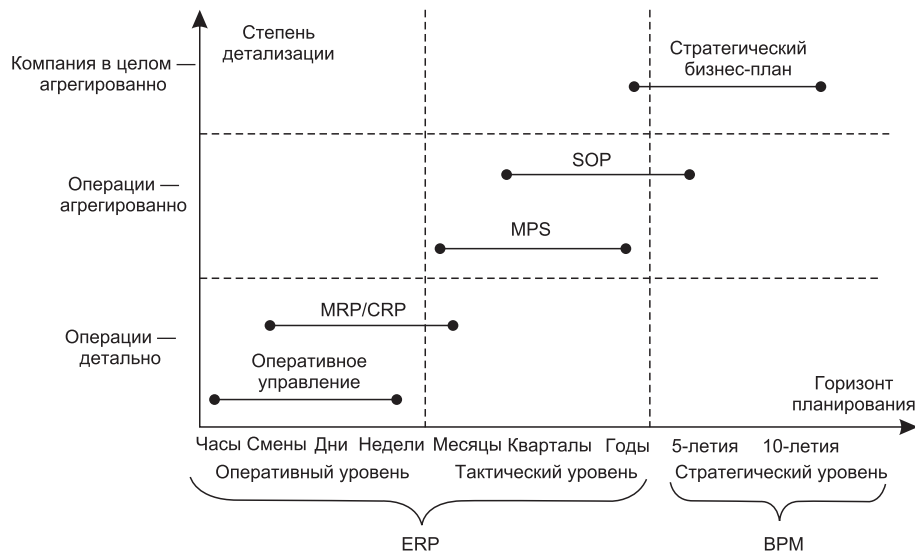 Степень
детализации
Компания в целом —
агрегированно
Стратегический
бизнес-план
Операции —
агрегированно
SOP
MPS
Операции —
детально
MRP/CRP
Оперативное
управление
Горизонт
планирования
Часы Смены Дни Недели Месяцы Кварталы Годы 5-летия 10-летия
Оперативный уровень Тактический уровень Стратегический уровень
ERP BPM